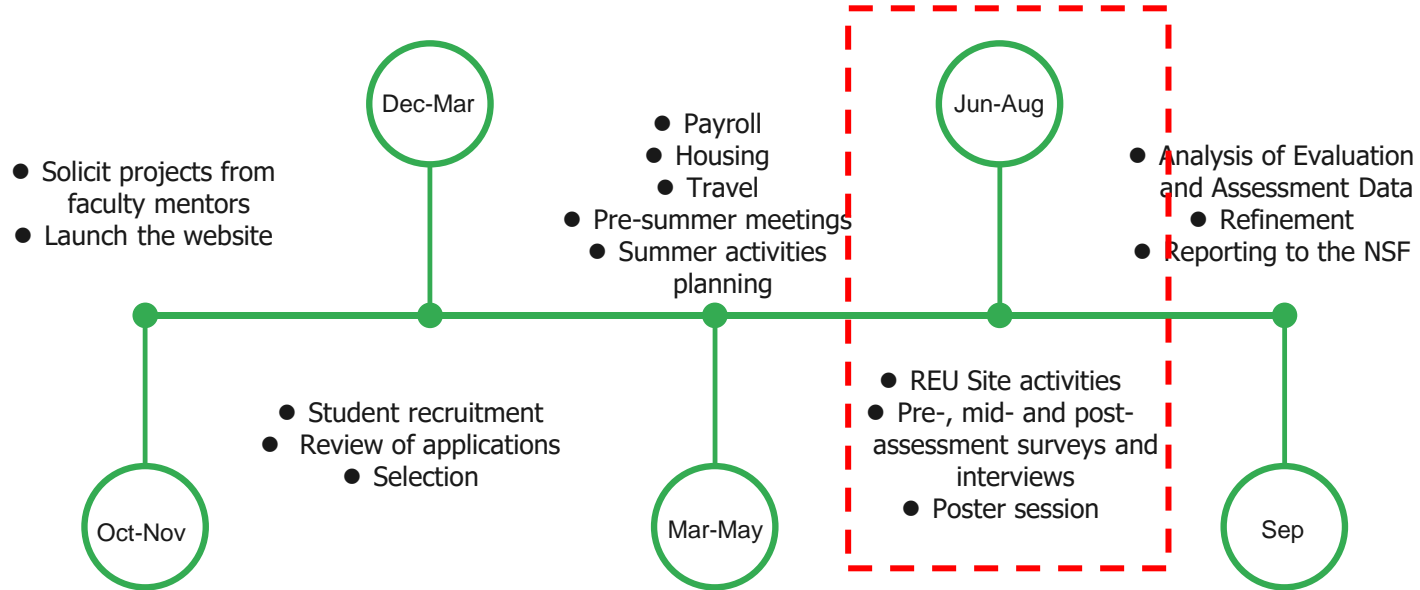 Oct-Nov
● Solicit projects from
faculty mentors
● Launch the website
Dec-Mar
● Student recruitment
● Review of applications
● Selection
Mar-May
● Payroll
● Housing
● Travel
● Pre-summer meetings
● Summer activities
planning
Jun-Aug
● REU Site activities
● Pre-, mid- and post-
assessment surveys and
interviews
● Poster session
Sep
● Analysis of Evaluation
and Assessment Data
● Refinement
● Reporting to the NSF